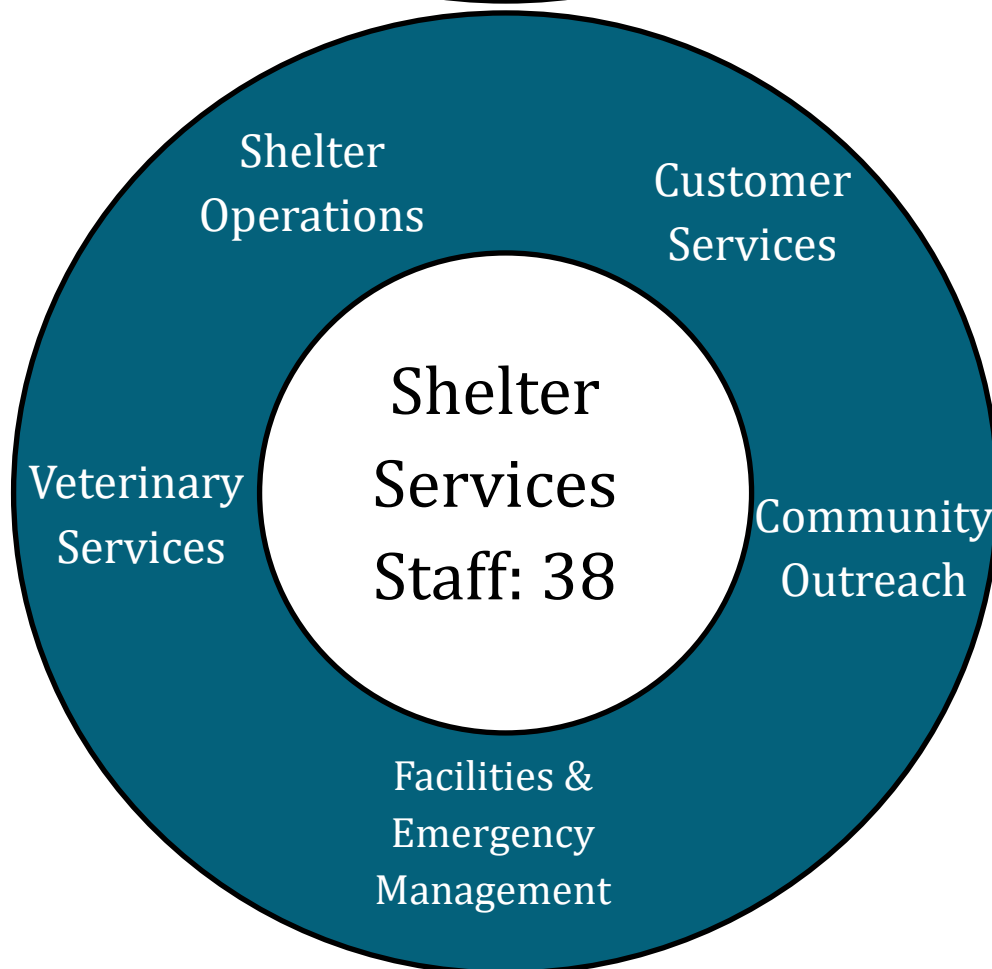 Shelter
Operations
Customer
Services
Shelter
Services
Staff: 38
Veterinary
Services
Community
Outreach
Facilities &
Emergency
Management